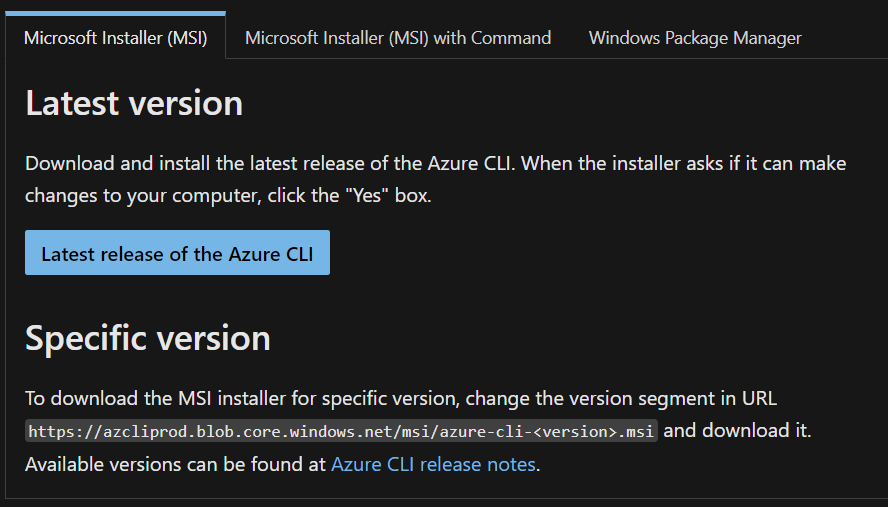 Microsoft Installer (MSI)
Microsoft Installer (MSI) with Command
Windows Package Manager
Latest version
Download and install the latest release of the Azure CLI. When the installer asks if it can make
changes to your computer, click the "Yes" box.
Latest release of the Azure CLI
Specific version
To download the MSI installer for specific version, change the version segment in URL
https://azcliprod.blob.core.windows.net/msi/azure-cli-<version>.msi and download it.
Available versions can be found at Azure CLI release notes.